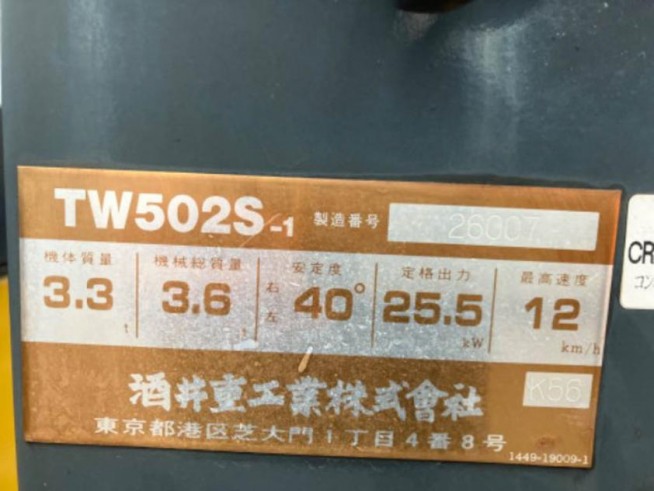 TW502S-1 製造番号 26007
機体質量 機械総質量 安定度 定格出力 最高速度
3.3 t 3.6 t 右左 40° 25.5 kW 12 km/h
酒井重工業株式會社 K56
東京都港区芝大門1丁目4番8号
1449-19009-1
CR
コン